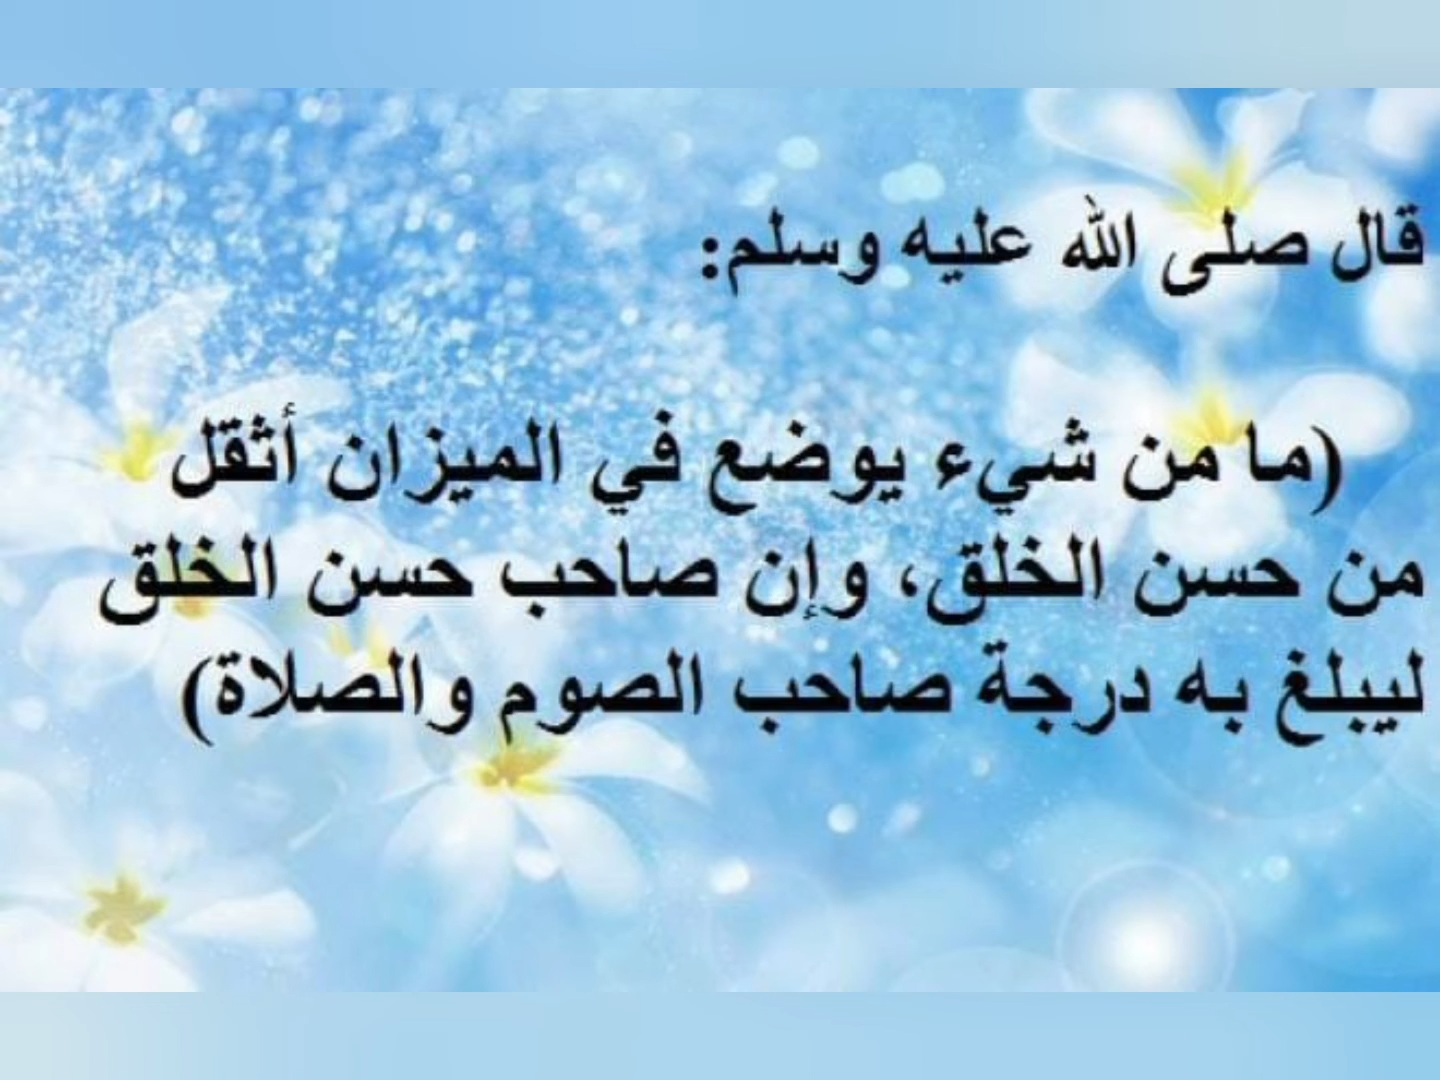 قال صلى الله عليه وسلم:
(ما من شيء يوضع في الميزان أثقل
من حسن الخلق، وإن صاحب حسن الخلق
ليبلغ به درجة صاحب الصوم والصلاة)